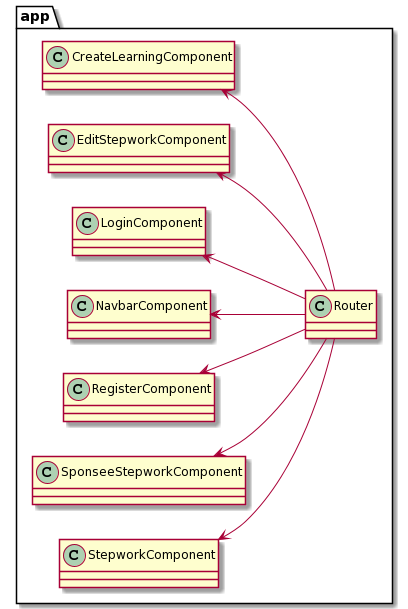 app
C CreateLearningComponent
C EditStepworkComponent
C LoginComponent
C NavbarComponent
C Router
C RegisterComponent
C SponseeStepworkComponent
C StepworkComponent